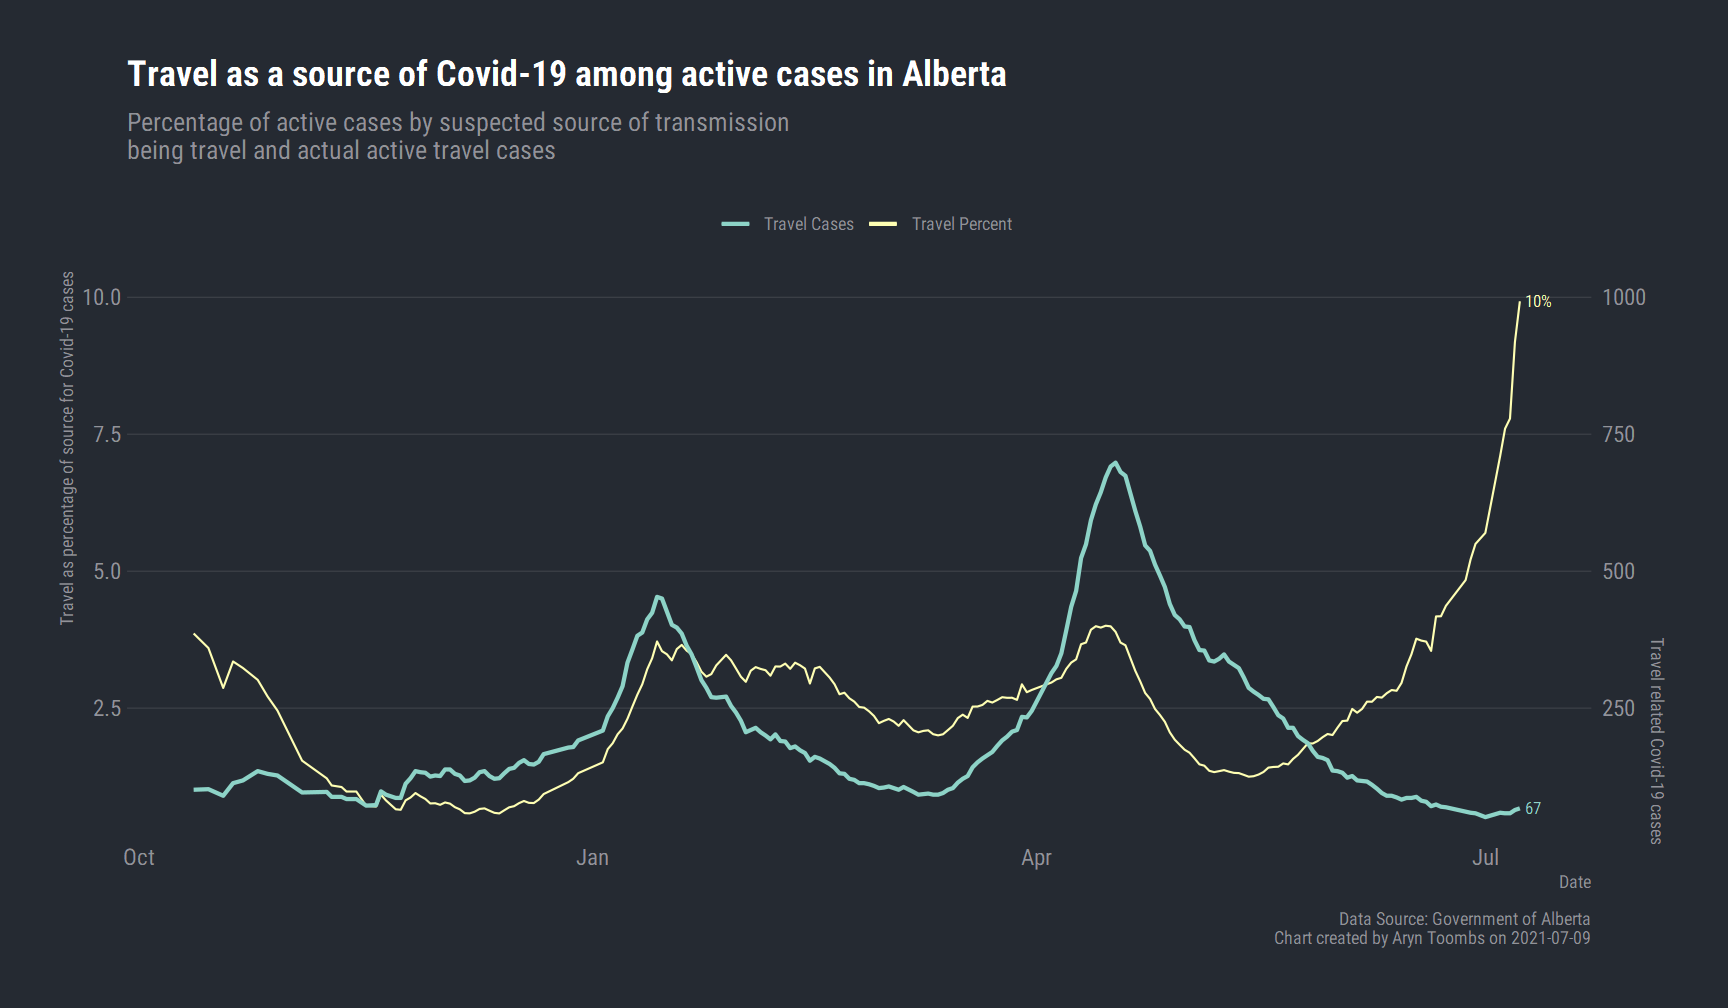 Travel as a source of Covid-19 among active cases in Alberta
Percentage of active cases by suspected source of transmission
being travel and actual active travel cases
Travel Cases
Travel Percent
Travel as percentage of source for Covid-19 cases
10.0
7.5
5.0
2.5
1000
750
500
250
Travel related Covid-19 cases
10%
67
Oct
Jan
Apr
Jul
Date
Data Source: Government of Alberta
Chart created by Aryn Toombs on 2021-07-09